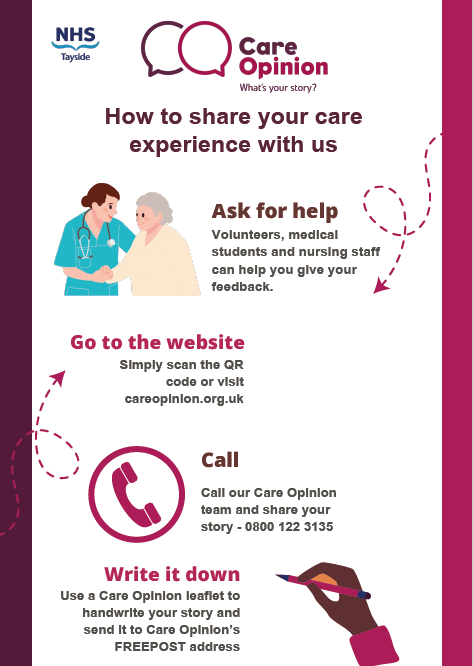 NHS
Tayside
Care
Opinion
What's your story?
How to share your care
experience with us
Ask for help
Volunteers, medical
students and nursing staff
can help you give your
feedback.
Go to the website
Simply scan the QR
code or visit
careopinion.org.uk
Call
Call our Care Opinion
team and share your
story - 0800 122 3135
Write it down
Use a Care Opinion leaflet to
handwrite your story and
send it to Care Opinion's
FREEPOST address